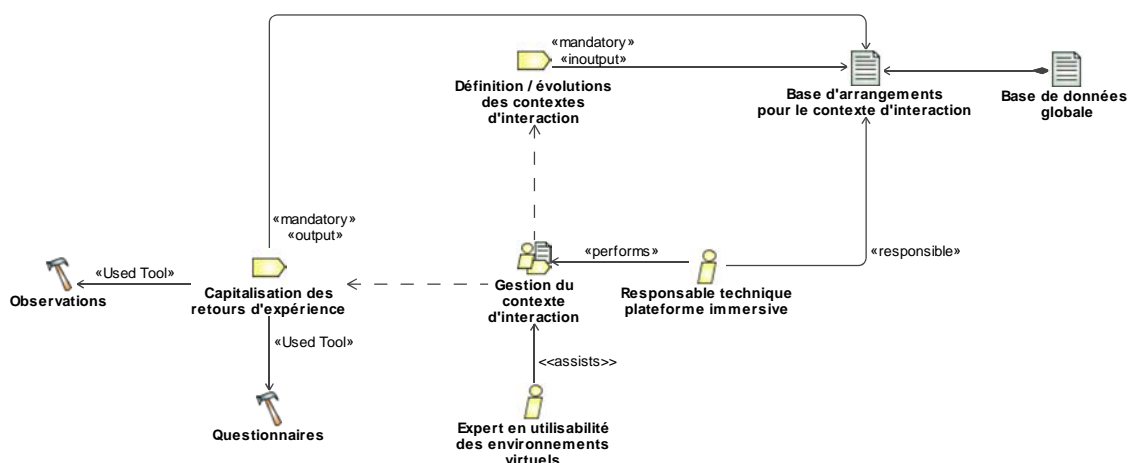 «mandatory»
«inoutput»
Définition / évolutions
des contextes
d'interaction
Base d'arrangements
pour le contexte d'interaction
Base de données
globale
«mandatory»
«output»
«performs»
«responsible»
«Used Tool»
Observations
Capitalisation des
retours d'expérience
Gestion du
contexte
d'interaction
Responsable technique
plateforme immersive
«Used Tool»
<<assists>>
Questionnaires
Expert en utilisabilité
des environnements
virtuels